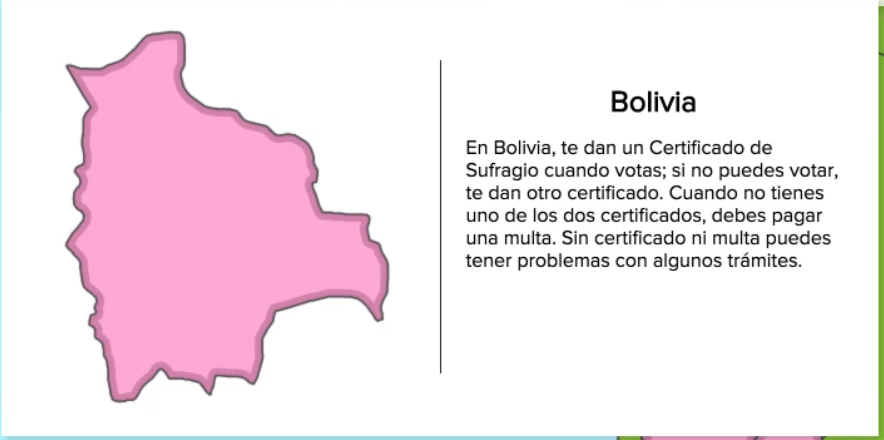 Bolivia
En Bolivia, te dan un Certificado de
Sufragio cuando votas; si no puedes votar,
te dan otro certificado. Cuando no tienes
uno de los dos certificados, debes pagar
una multa. Sin certificado ni multa puedes
tener problemas con algunos trámites.